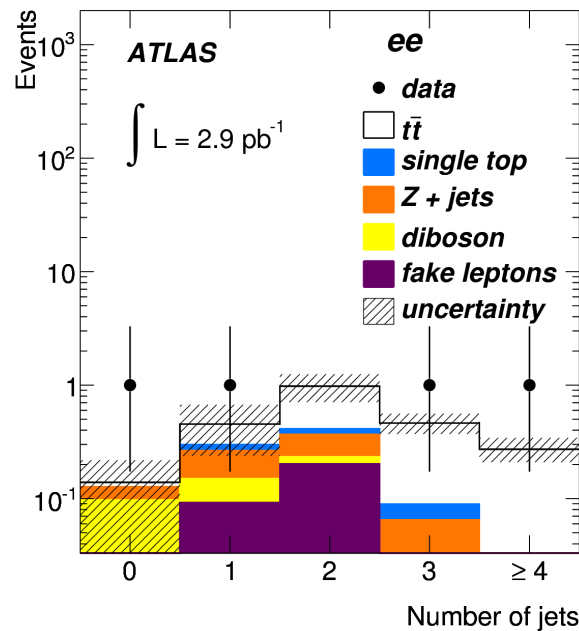 Events
10³
10²
10
1
10⁻¹
ATLAS
∫ L = 2.9 pb⁻¹
ee
data
tt̄
single top
Z + jets
diboson
fake leptons
uncertainty
0 1 2 3 ≥ 4
Number of jets